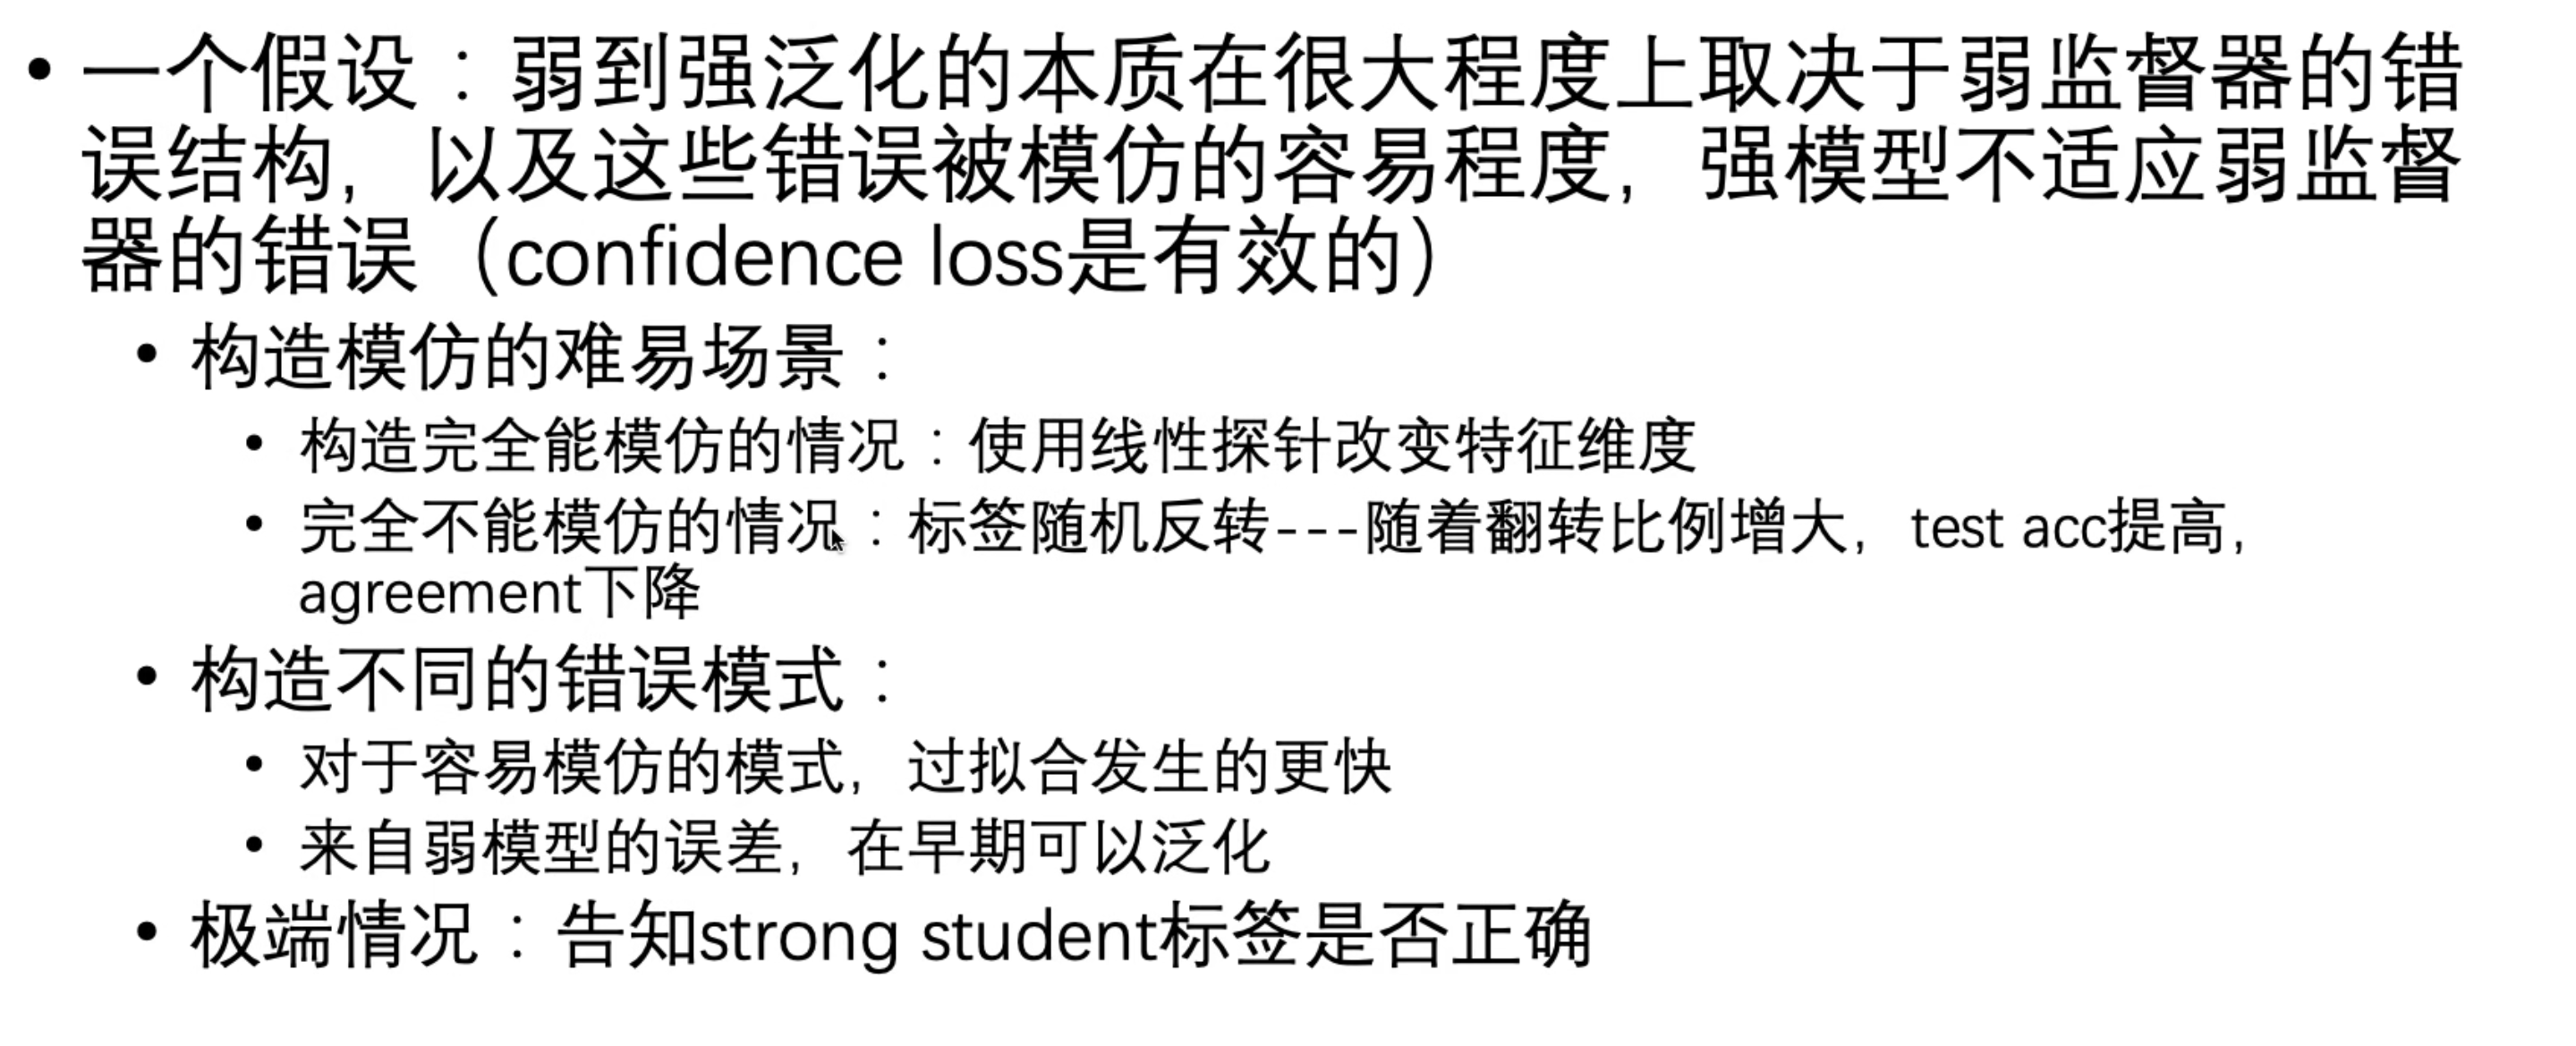 • 一个假设：弱到强泛化的本质在很大程度上取决于弱监督器的错
误结构，以及这些错误被模仿的容易程度，强模型不适应弱监督
器的错误（confidence loss是有效的）
• 构造模仿的难易场景：
• 构造完全能模仿的情况：使用线性探针改变特征维度
• 完全不能模仿的情况：标签随机反转---随着翻转比例增大，test acc提高，
agreement下降
• 构造不同的错误模式：
• 对于容易模仿的模式，过拟合发生的更快
• 来自弱模型的误差，在早期可以泛化
• 极端情况：告知strong student标签是否正确